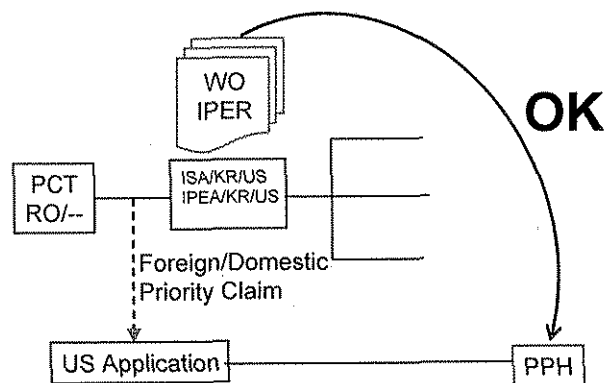 WO
IPER
OK
PCT
RO/--
ISA/KR/US
IPEA/KR/US
Foreign/Domestic
Priority Claim
US Application
PPH